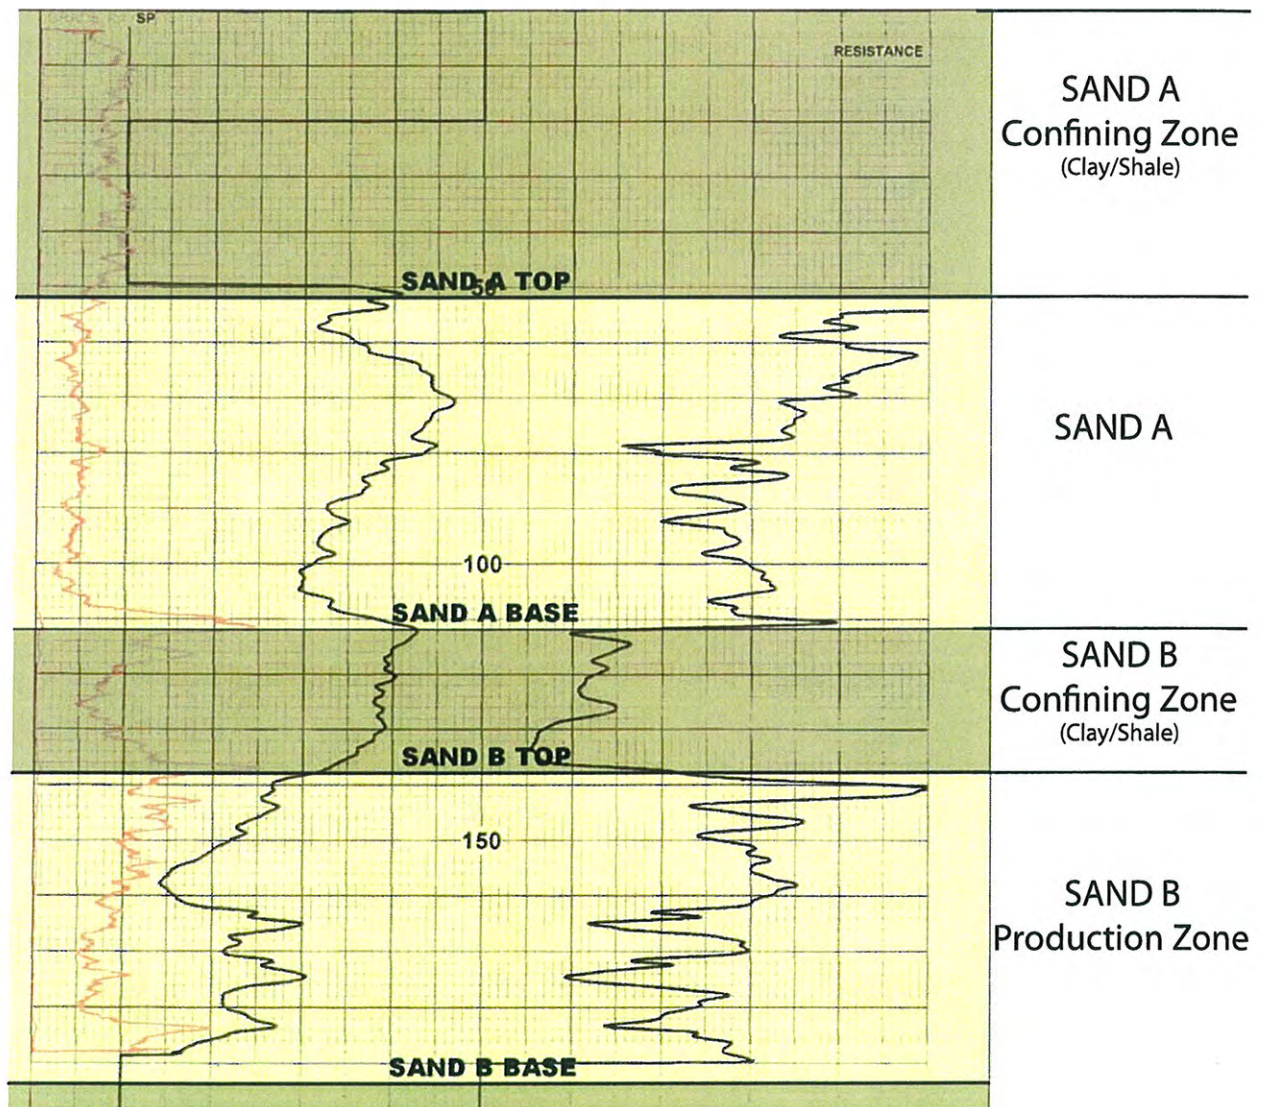 SP
RESISTANCE
SAND A
Confining Zone
(Clay/Shale)
SAND A TOP
50
SAND A
100
SAND A BASE
SAND B
Confining Zone
(Clay/Shale)
SAND B TOP
150
SAND B
Production Zone
SAND B BASE